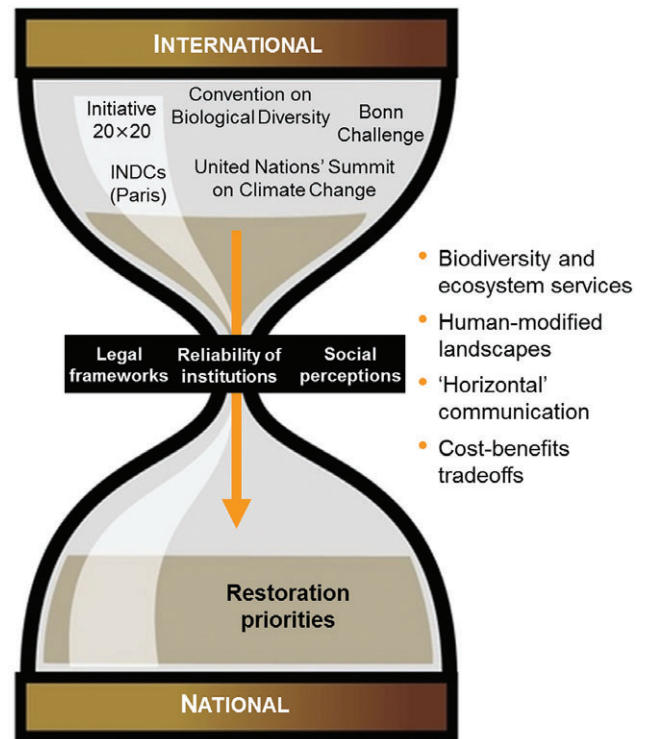 INTERNATIONAL
Initiative
20×20
Convention on
Biological Diversity
Bonn
Challenge
INDCs
(Paris)
United Nations’ Summit
on Climate Change
Legal
frameworks
Reliability of
institutions
Social
perceptions
• Biodiversity and
ecosystem services
• Human-modified
landscapes
• ‘Horizontal’
communication
• Cost-benefits
tradeoffs
Restoration
priorities
NATIONAL